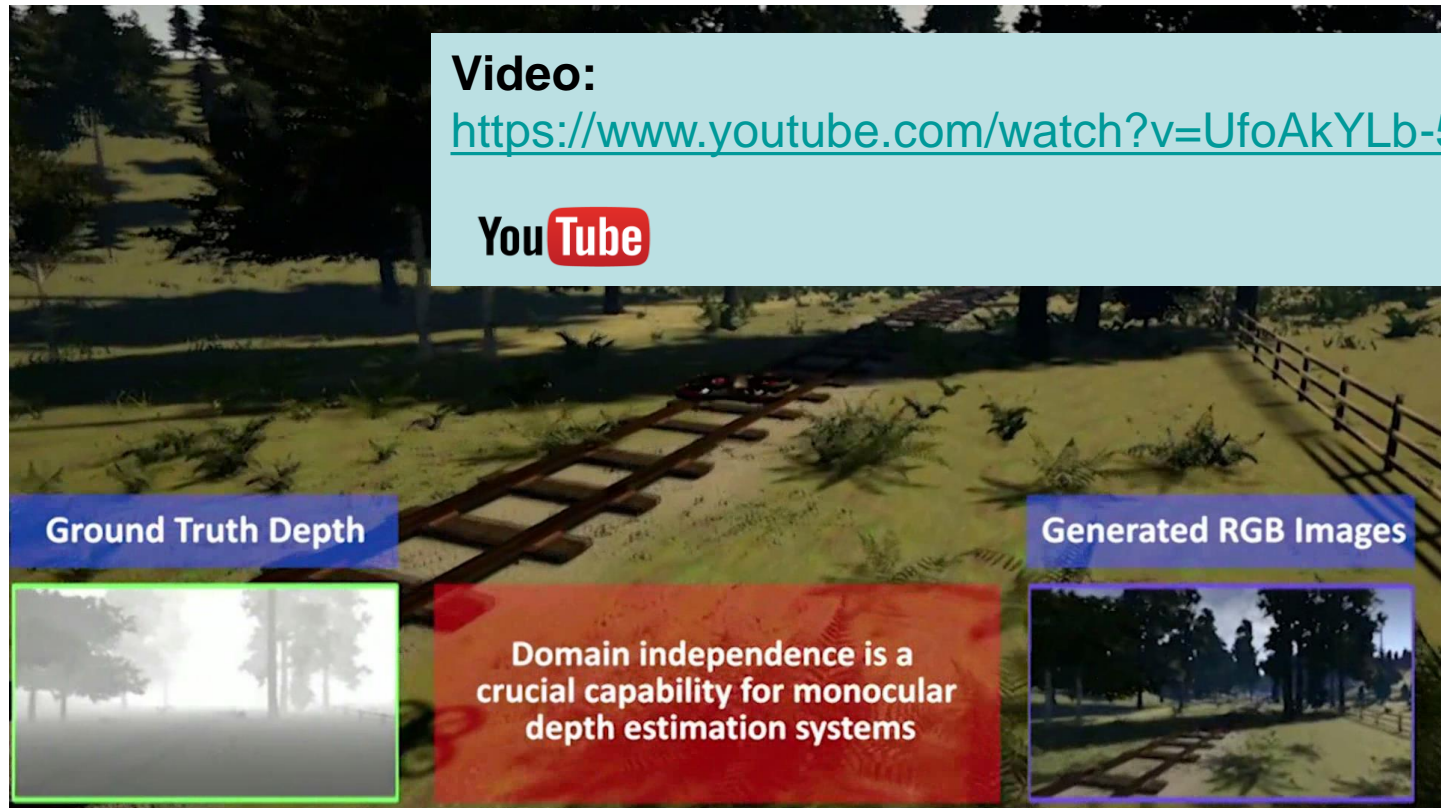 Video:
https://www.youtube.com/watch?v=UfoAkYLb-5
YouTube
Ground Truth Depth
Generated RGB Images
Domain independence is a
crucial capability for monocular
depth estimation systems